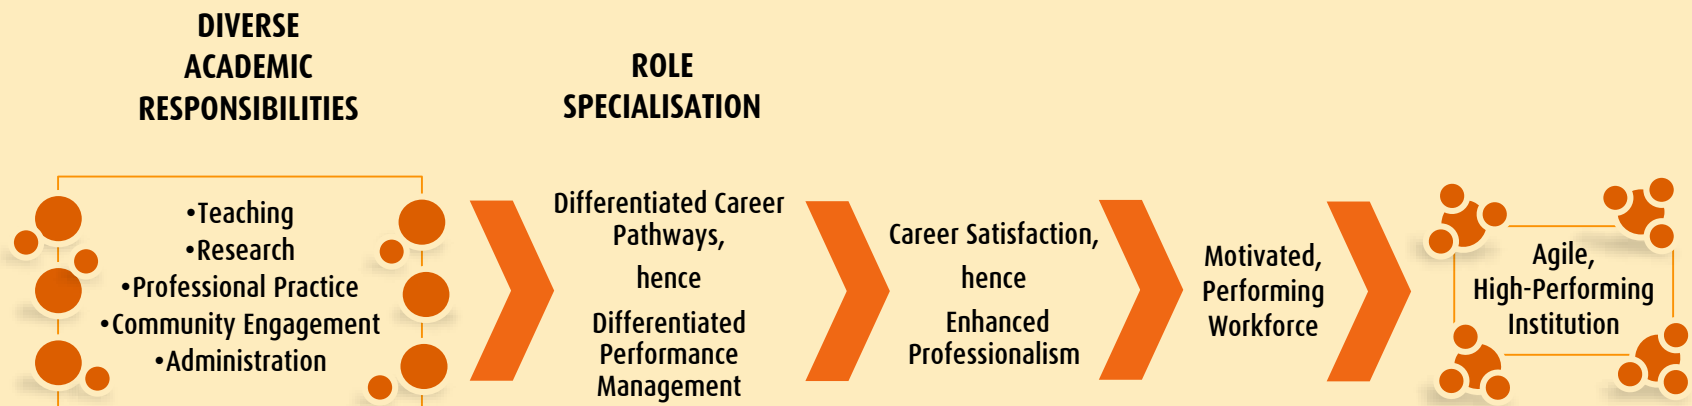 DIVERSE
ACADEMIC
RESPONSIBILITIES
ROLE
SPECIALISATION
•Teaching
•Research
•Professional Practice
•Community Engagement
•Administration
Differentiated Career
Pathways,
hence
Differentiated
Performance
Management
Career Satisfaction,
hence
Enhanced
Professionalism
Motivated,
Performing
Workforce
Agile,
High-Performing
Institution